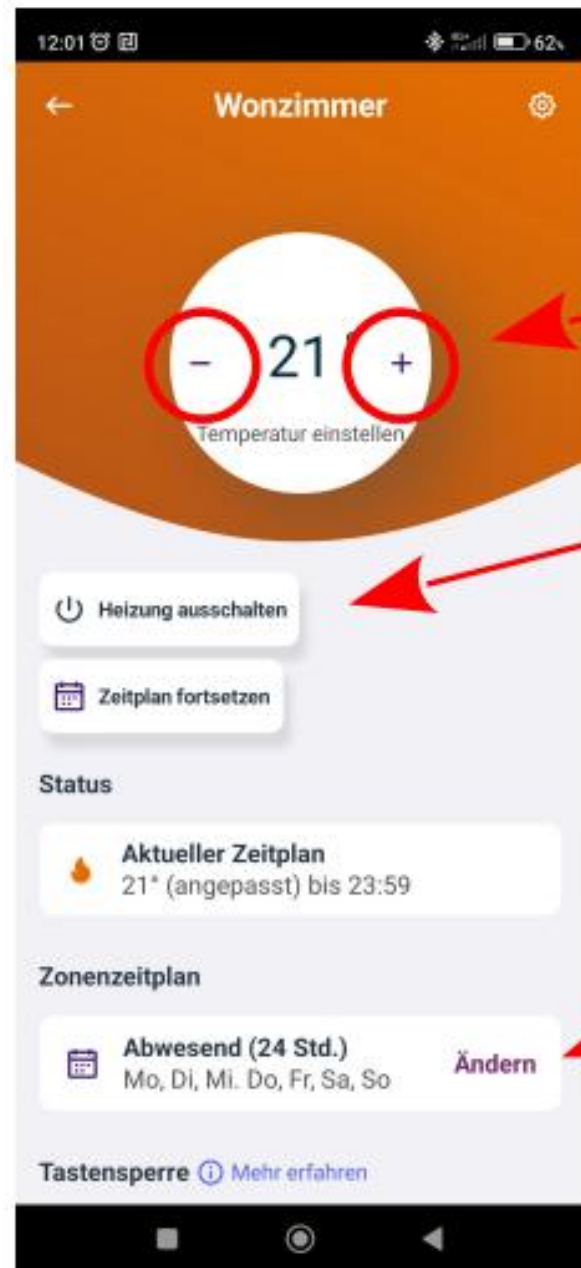 12:01
62%
Wonzimmer
− 21° +
Temperatur einstellen
Heizung ausschalten
Zeitplan fortsetzen
Status
Aktueller Zeitplan
21° (angepasst) bis 23:59
Zonenzeitplan
Abwesend (24 Std.)
Mo, Di, Mi. Do, Fr, Sa, So
Ändern
Tastensperre Mehr erfahren